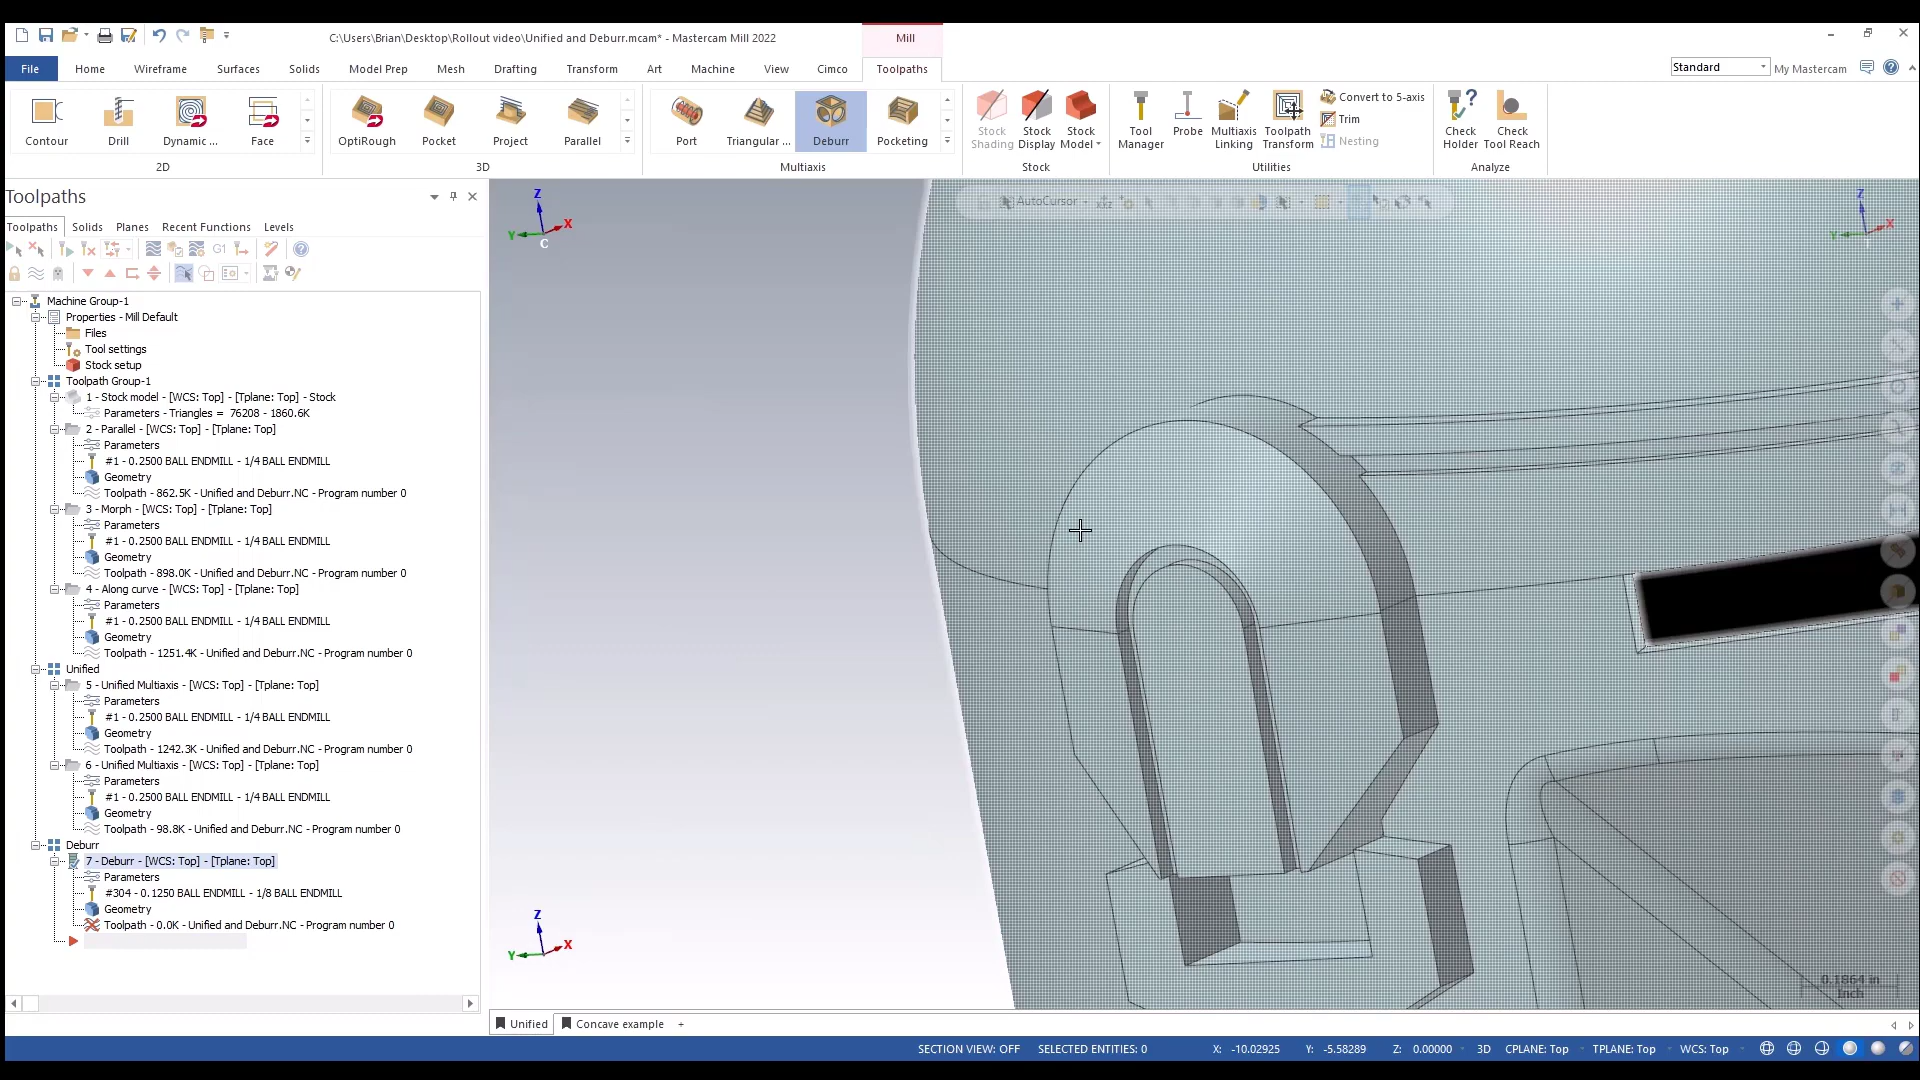 C:\Users\Brian\Desktop\Rollout video\Unified and Deburr.mcam* - Mastercam Mill 2022
Mill
File
Home
Wireframe
Surfaces
Solids
Model Prep
Mesh
Drafting
Transform
Art
Machine
View
Cimco
Toolpaths
Standard
My Mastercam
Contour
Drill
Dynamic ...
Face
2D
OptiRough
Pocket
Project
Parallel
3D
Port
Triangular ...
Deburr
Pocketing
Multiaxis
Stock Shading
Stock Display
Stock Model
Stock
Tool Manager
Probe
Multiaxis Linking
Toolpath Transform
Convert to 5-axis
Trim
Nesting
Utilities
Check Holder
Check Tool Reach
Analyze
Toolpaths
Toolpaths
Solids
Planes
Recent Functions
Levels
G1
Machine Group-1
Properties - Mill Default
Files
Tool settings
Stock setup
Toolpath Group-1
1 - Stock model - [WCS: Top] - [Tplane: Top] - Stock
Parameters - Triangles = 76208 - 1860.6K
2 - Parallel - [WCS: Top] - [Tplane: Top]
Parameters
#1 - 0.2500 BALL ENDMILL - 1/4 BALL ENDMILL
Geometry
Toolpath - 862.5K - Unified and Deburr.NC - Program number 0
3 - Morph - [WCS: Top] - [Tplane: Top]
Parameters
#1 - 0.2500 BALL ENDMILL - 1/4 BALL ENDMILL
Geometry
Toolpath - 898.0K - Unified and Deburr.NC - Program number 0
4 - Along curve - [WCS: Top] - [Tplane: Top]
Parameters
#1 - 0.2500 BALL ENDMILL - 1/4 BALL ENDMILL
Geometry
Toolpath - 1251.4K - Unified and Deburr.NC - Program number 0
Unified
5 - Unified Multiaxis - [WCS: Top] - [Tplane: Top]
Parameters
#1 - 0.2500 BALL ENDMILL - 1/4 BALL ENDMILL
Geometry
Toolpath - 1242.3K - Unified and Deburr.NC - Program number 0
6 - Unified Multiaxis - [WCS: Top] - [Tplane: Top]
Parameters
#1 - 0.2500 BALL ENDMILL - 1/4 BALL ENDMILL
Geometry
Toolpath - 98.8K - Unified and Deburr.NC - Program number 0
Deburr
7 - Deburr - [WCS: Top] - [Tplane: Top]
Parameters
#304 - 0.1250 BALL ENDMILL - 1/8 BALL ENDMILL
Geometry
Toolpath - 0.0K - Unified and Deburr.NC - Program number 0
AutoCursor
Z
X
Y
C
Z
X
Y
Z
X
Y
0.1864 in
Inch
Unified
Concave example
+
SECTION VIEW: OFF
SELECTED ENTITIES: 0
X: -10.02925
Y: -5.58289
Z: 0.00000
3D
CPLANE: Top
TPLANE: Top
WCS: Top